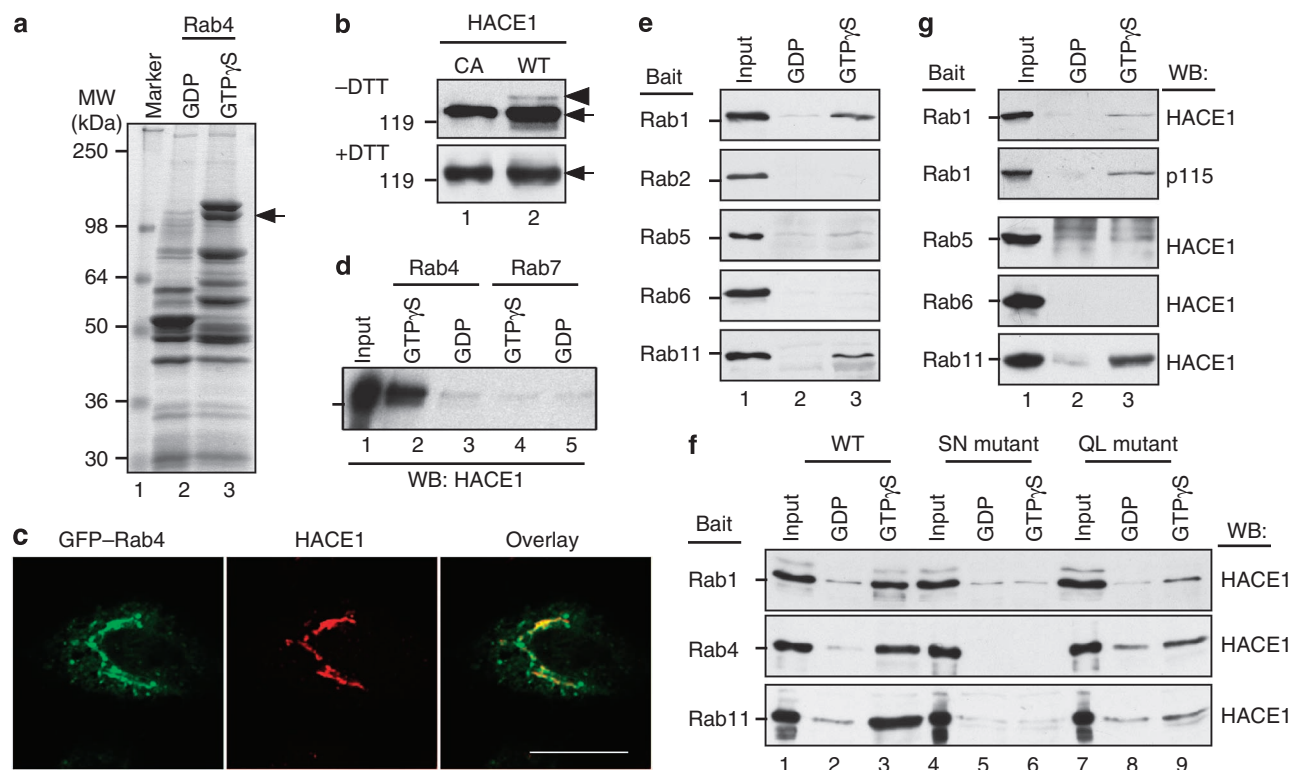 a
Rab4
MW
(kDa)
Marker
GDP
GTPγS
250
98
64
50
36
30
1 2 3
b
HACE1
CA WT
–DTT
119
+DTT
119
1 2
d
Rab4 Rab7
Input
GTPγS
GDP
GTPγS
GDP
1 2 3 4 5
WB: HACE1
c
GFP–Rab4 HACE1 Overlay
e
Bait
Input
GDP
GTPγS
Rab1
Rab2
Rab5
Rab6
Rab11
1 2 3
g
Bait
Input
GDP
GTPγS
WB:
Rab1 HACE1
Rab1 p115
Rab5 HACE1
Rab6 HACE1
Rab11 HACE1
1 2 3
f
WT SN mutant QL mutant
Bait
Input
GDP
GTPγS
Input
GDP
GTPγS
Input
GDP
GTPγS
WB:
Rab1 HACE1
Rab4 HACE1
Rab11 HACE1
1 2 3 4 5 6 7 8 9